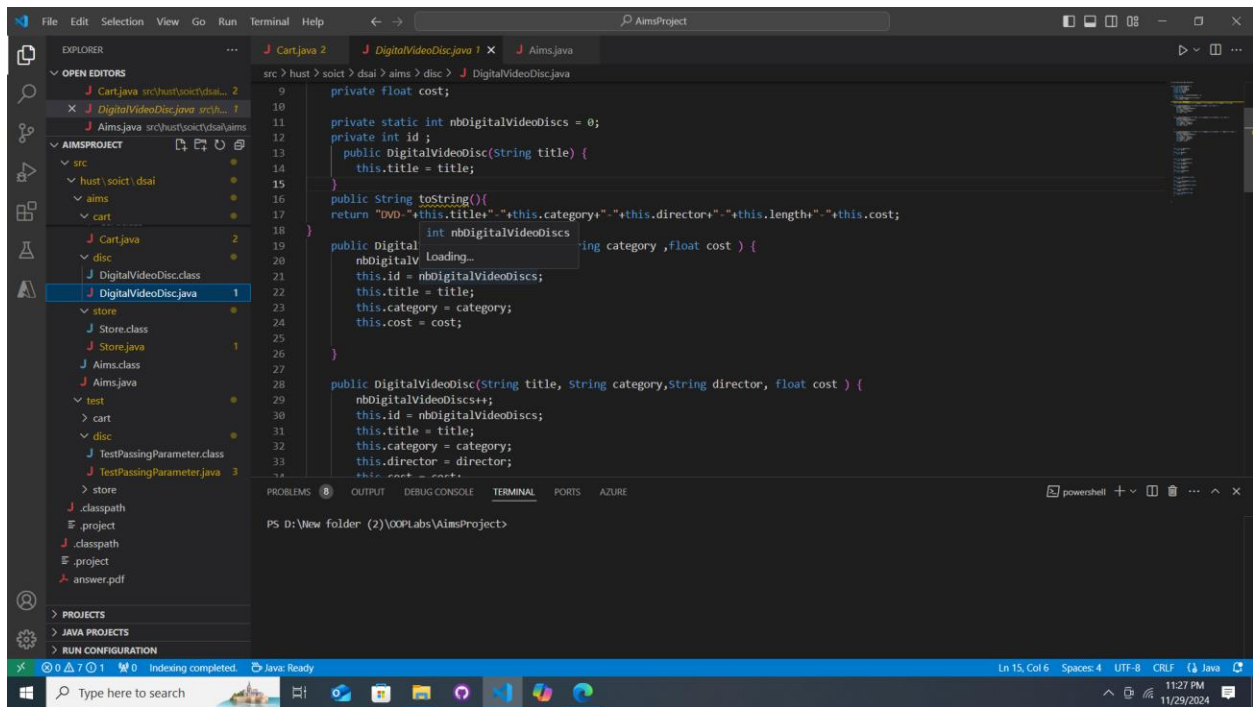 File Edit Selection View Go Run Terminal Help
AimsProject
EXPLORER
OPEN EDITORS
J Cart.java src\hust\soict\dsai... 2
J DigitalVideoDisc.java src\h... 1
J Aims.java src\hust\soict\dsai\aims
AIMSPROJECT
src
hust\soict\dsai
aims
cart
J Cart.java 2
disc
J DigitalVideoDisc.class
J DigitalVideoDisc.java 1
store
J Store.class
J Store.java 1
J Aims.class
J Aims.java
test
> cart
disc
J TestPassingParameter.class
J TestPassingParameter.java 3
> store
J .classpath
.project
J .classpath
.project
answer.pdf
> PROJECTS
> JAVA PROJECTS
> RUN CONFIGURATION
J Cart.java 2 J DigitalVideoDisc.java 1 J Aims.java
src > hust > soict > dsai > aims > disc > J DigitalVideoDisc.java
9 private float cost;
10
11 private static int nbDigitalVideoDiscs = 0;
12 private int id ;
13 public DigitalVideoDisc(String title) {
14 this.title = title;
15 }
16 public String toString(){
17 return "DVD-"+this.title+"-"+this.category+"-"+this.director+"-"+this.length+"-"+this.cost;
18 }
int nbDigitalVideoDiscs
19 public Digital ing category ,float cost ) {
20 nbDigitalV
Loading...
21 this.id = nbDigitalVideoDiscs;
22 this.title = title;
23 this.category = category;
24 this.cost = cost;
25
26 }
27
28 public DigitalVideoDisc(String title, String category,String director, float cost ) {
29 nbDigitalVideoDiscs++;
30 this.id = nbDigitalVideoDiscs;
31 this.title = title;
32 this.category = category;
33 this.director = director;
34 this.cost = cost;
PROBLEMS 8 OUTPUT DEBUG CONSOLE TERMINAL PORTS AZURE
powershell
PS D:\New folder (2)\OOPLabs\AimsProject>
0 7 1 0 Indexing completed. Java: Ready
Ln 15, Col 6 Spaces: 4 UTF-8 CRLF {} Java
Type here to search
11:27 PM
11/29/2024